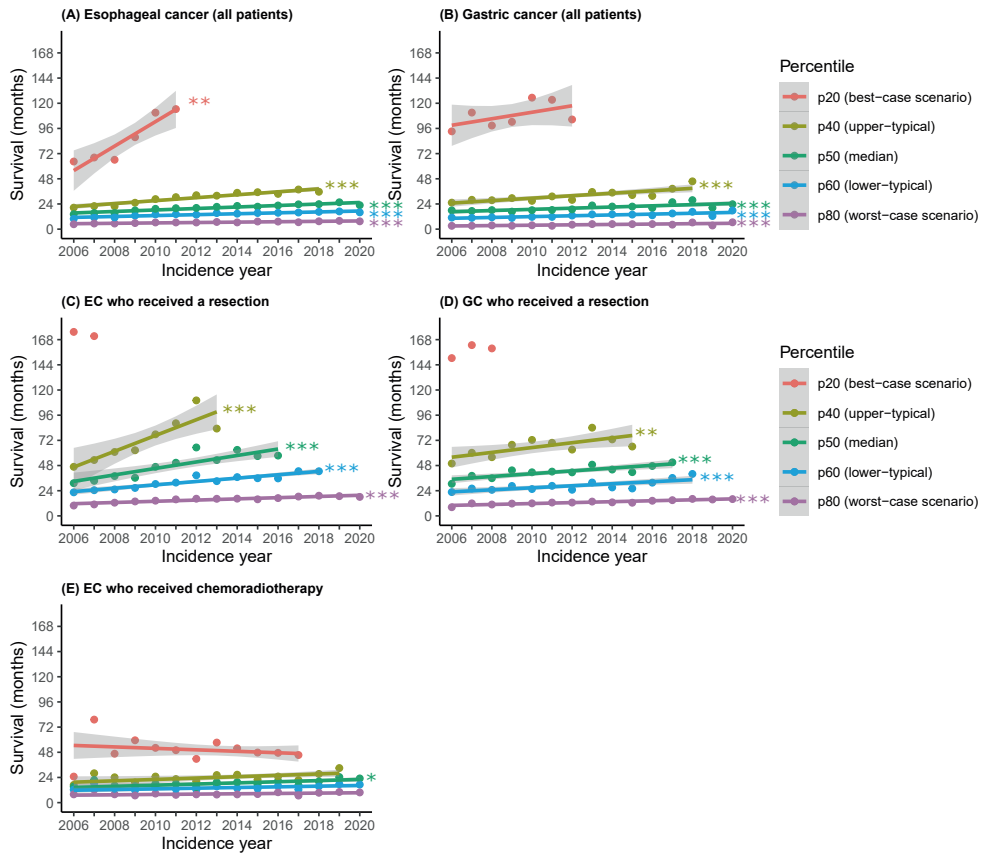 (A) Esophageal cancer (all patients)
Survival (months)
168
144
120
96
72
48
24
0
**
***
***
***
***
2006 2008 2010 2012 2014 2016 2018 2020
Incidence year
(B) Gastric cancer (all patients)
Survival (months)
168
144
120
96
72
48
24
0
***
***
***
***
2006 2008 2010 2012 2014 2016 2018 2020
Incidence year
Percentile
p20 (best−case scenario)
p40 (upper−typical)
p50 (median)
p60 (lower−typical)
p80 (worst−case scenario)
(C) EC who received a resection
Survival (months)
168
144
120
96
72
48
24
0
***
***
***
***
2006 2008 2010 2012 2014 2016 2018 2020
Incidence year
(D) GC who received a resection
Survival (months)
168
144
120
96
72
48
24
0
**
***
***
***
2006 2008 2010 2012 2014 2016 2018 2020
Incidence year
Percentile
p20 (best−case scenario)
p40 (upper−typical)
p50 (median)
p60 (lower−typical)
p80 (worst−case scenario)
(E) EC who received chemoradiotherapy
Survival (months)
168
144
120
96
72
48
24
0
*
2006 2008 2010 2012 2014 2016 2018 2020
Incidence year